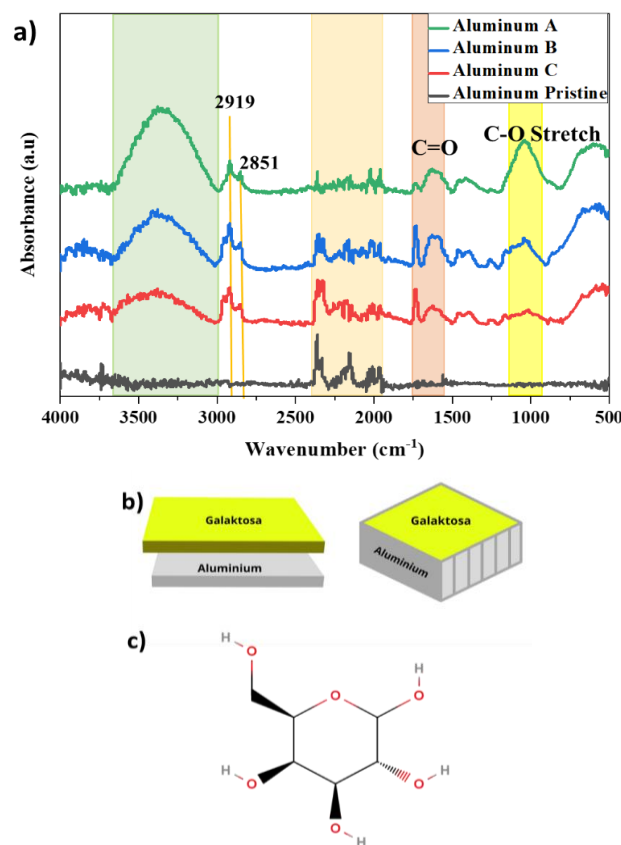 a)
Aluminum A
Aluminum B
Aluminum C
Aluminum Pristine
2919
2851
C=O
C-O Stretch
Absorbance (a.u)
4000 3500 3000 2500 2000 1500 1000 500
Wavenumber (cm⁻¹)
b)
Galaktosa
Aluminium
Galaktosa
Aluminium
c)
H
O
H
O
O
H
O
O
H
O
H